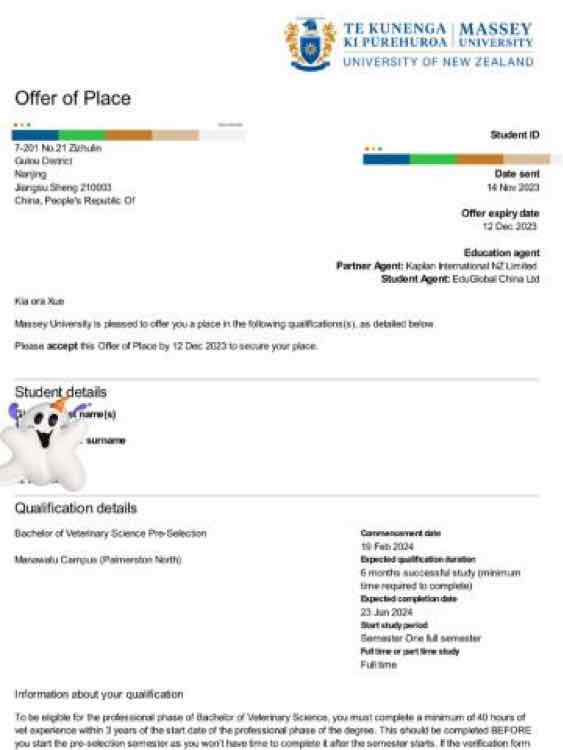 TE KUNENGA MASSEY
KI PŪREHUROA UNIVERSITY
UNIVERSITY OF NEW ZEALAND
Offer of Place
Student ID
7-201 No.21 Zizhulin
Gulou District
Nanjing
Jiangsu Sheng 210003
China, People's Republic Of
Date sent
14 Nov 2023
Offer expiry date
12 Dec 2023
Education agent
Partner Agent: Kaplan International NZ Limited
Student Agent: EduGlobal China Ltd
Kia ora Xue
Massey University is pleased to offer you a place in the following qualifications(s), as detailed below.
Please accept this Offer of Place by 12 Dec 2023 to secure your place.
Student details
name(s)
surname
Qualification details
Bachelor of Veterinary Science Pre-Selection
Manawatu Campus (Palmerston North)
Commencement date
19 Feb 2024
Expected qualification duration
6 months successful study (minimum
time required to complete)
Expected completion date
23 Jun 2024
Start study period
Semester One full semester
Full time or part time study
Full time
Information about your qualification
To be eligible for the professional phase of Bachelor of Veterinary Science, you must complete a minimum of 40 hours of
vet experience within 3 years of the start date of the professional phase of the degree. This should be completed BEFORE
you start the pre-selection semester as you won't have time to complete it after the semester starts. If the verification form